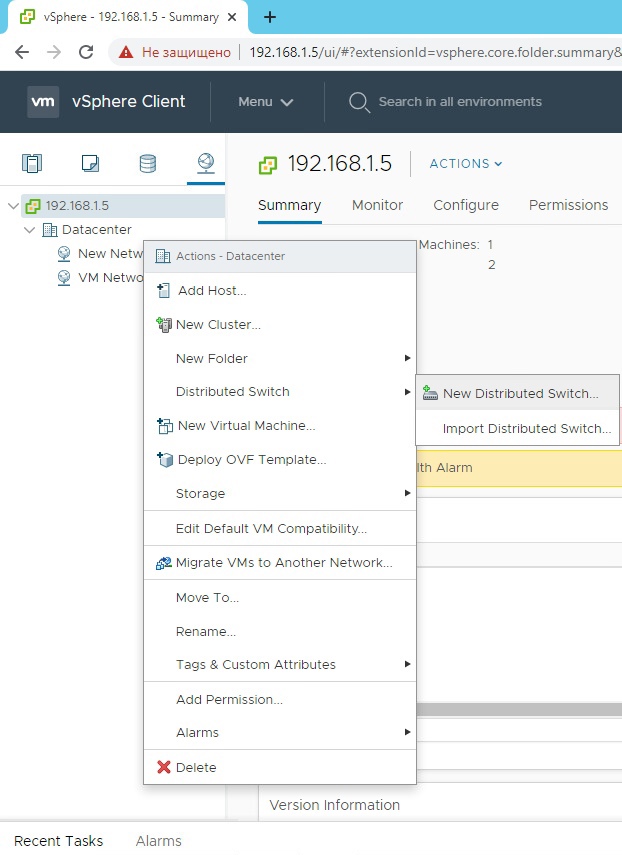 vSphere - 192.168.1.5 - Summary
Не защищено
192.168.1.5/ui/#?extensionId=vsphere.core.folder.summary&
vm vSphere Client Menu Search in all environments
192.168.1.5 ACTIONS
Summary Monitor Configure Permissions
192.168.1.5
Datacenter
New Netw
VM Netwo
Machines: 1
2
Actions - Datacenter
Add Host...
New Cluster...
New Folder
Distributed Switch
New Virtual Machine...
Deploy OVF Template...
Storage
Edit Default VM Compatibility...
Migrate VMs to Another Network...
Move To...
Rename...
Tags & Custom Attributes
Add Permission...
Alarms
Delete
New Distributed Switch...
Import Distributed Switch...
lth Alarm
Version Information
Recent Tasks Alarms